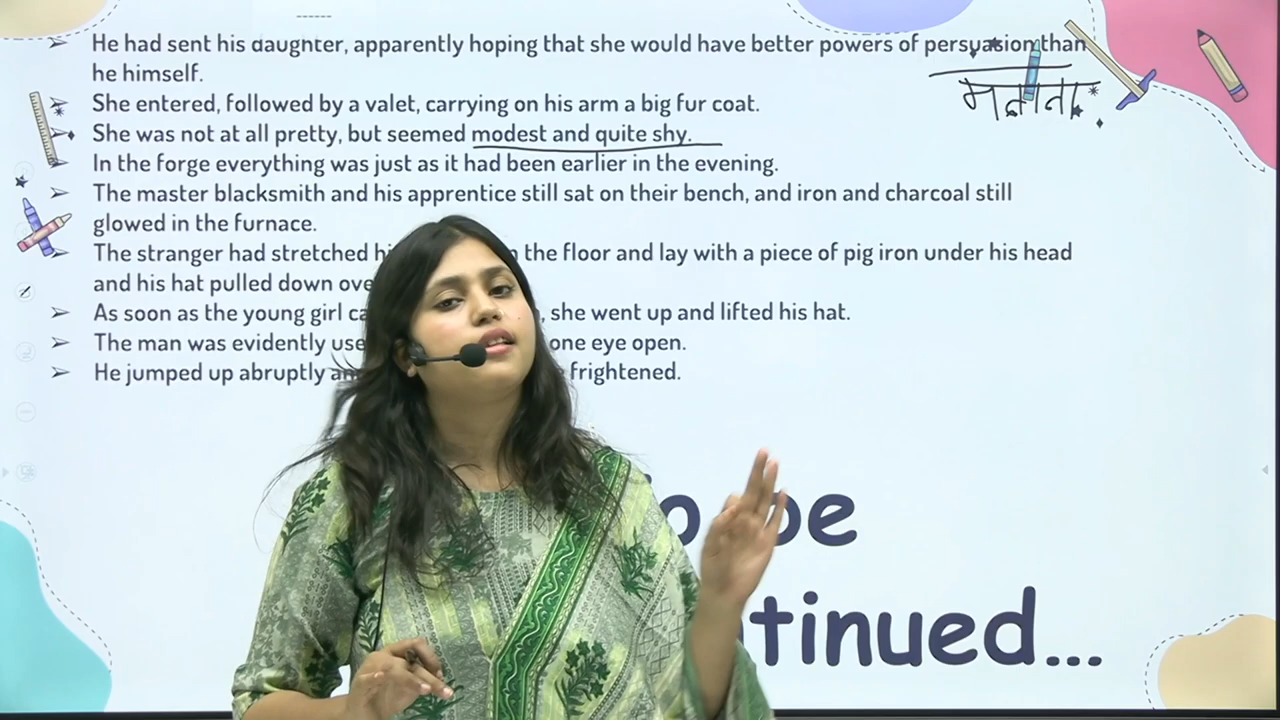 He had sent his daughter, apparently hoping that she would have better powers of persuasion than
मनाना
he himself.
She entered, followed by a valet, carrying on his arm a big fur coat.
She was not at all pretty, but seemed modest and quite shy.
In the forge everything was just as it had been earlier in the evening.
The master blacksmith and his apprentice still sat on their bench, and iron and charcoal still
glowed in the furnace.
The stranger had stretched the floor and lay with a piece of pig iron under his head
and his hat pulled down
As soon as the young girl she went up and lifted his hat.
The man was evidently one eye open.
He jumped up abruptly frightened.
be
tinued...